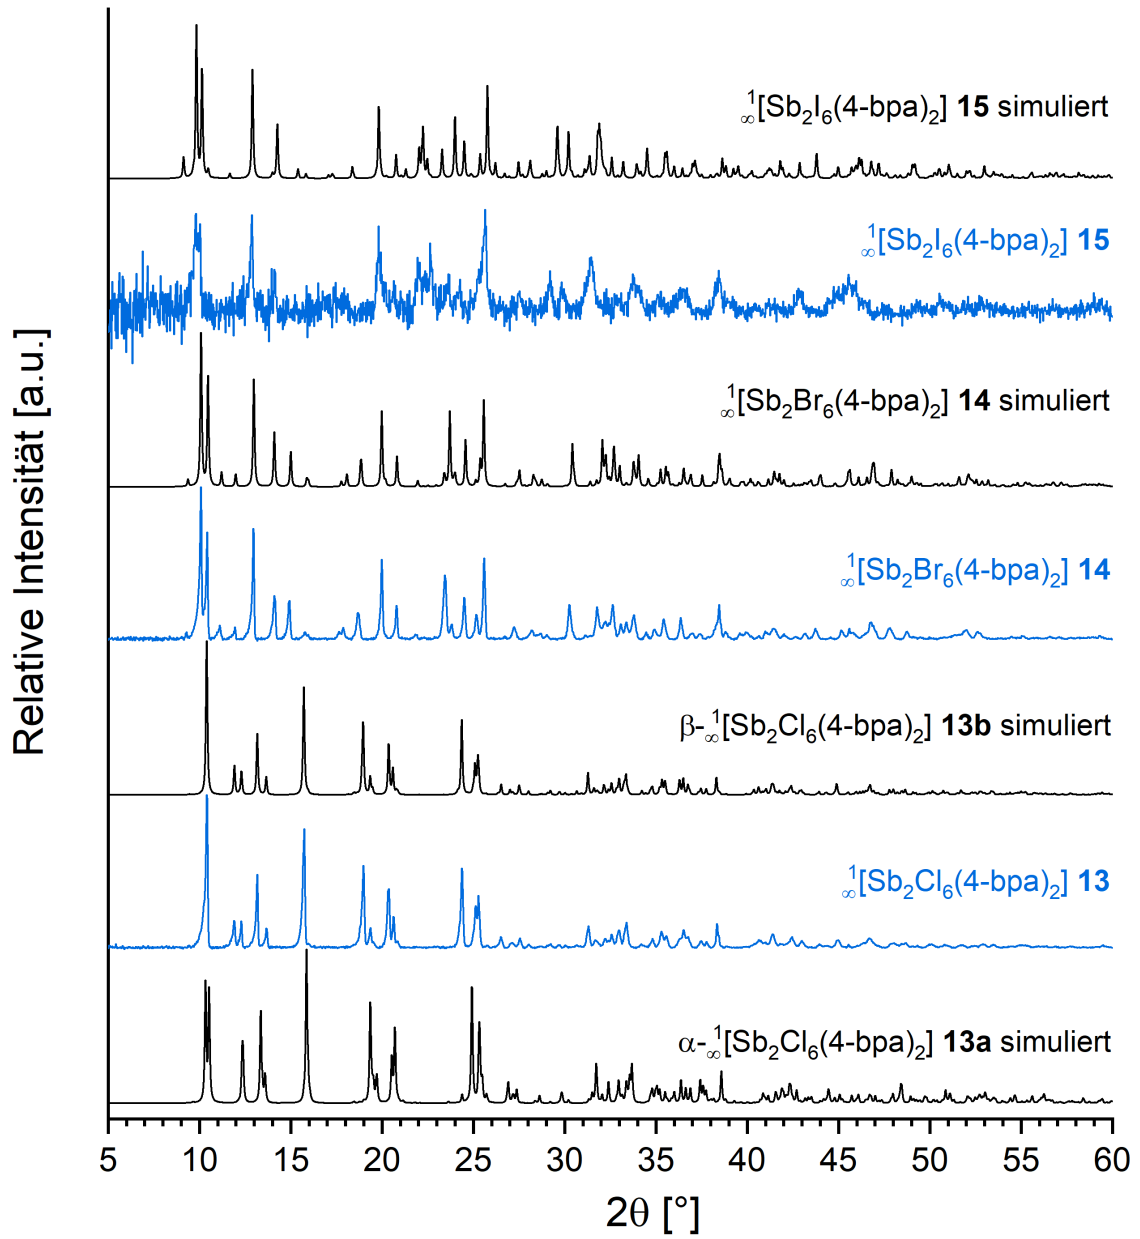 ¹∞[Sb₂I₆(4-bpa)₂] 15 simuliert
¹∞[Sb₂I₆(4-bpa)₂] 15
¹∞[Sb₂Br₆(4-bpa)₂] 14 simuliert
¹∞[Sb₂Br₆(4-bpa)₂] 14
β-¹∞[Sb₂Cl₆(4-bpa)₂] 13b simuliert
¹∞[Sb₂Cl₆(4-bpa)₂] 13
α-¹∞[Sb₂Cl₆(4-bpa)₂] 13a simuliert
Relative Intensität [a.u.]
5 10 15 20 25 30 35 40 45 50 55 60
2θ [°]